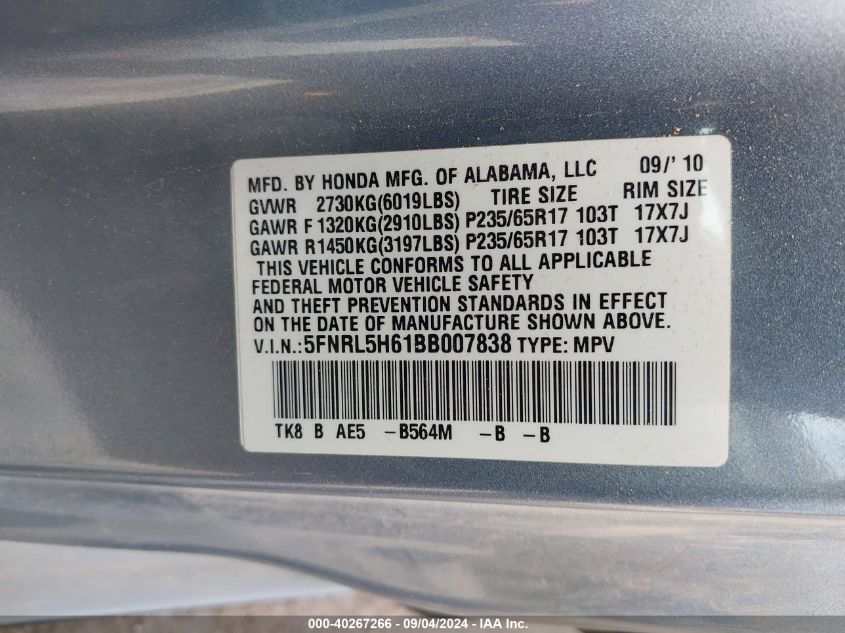 MFD. BY HONDA MFG. OF ALABAMA, LLC 09/' 10
GVWR 2730KG(6019LBS) TIRE SIZE RIM SIZE
GAWR F 1320KG(2910LBS) P235/65R17 103T 17X7J
GAWR R1450KG(3197LBS) P235/65R17 103T 17X7J
THIS VEHICLE CONFORMS TO ALL APPLICABLE
FEDERAL MOTOR VEHICLE SAFETY
AND THEFT PREVENTION STANDARDS IN EFFECT
ON THE DATE OF MANUFACTURE SHOWN ABOVE.
V.I.N.:5FNRL5H61BB007838 TYPE: MPV
TK8 B AE5 -B564M -B -B
000-40267266 - 09/04/2024 - IAA Inc.